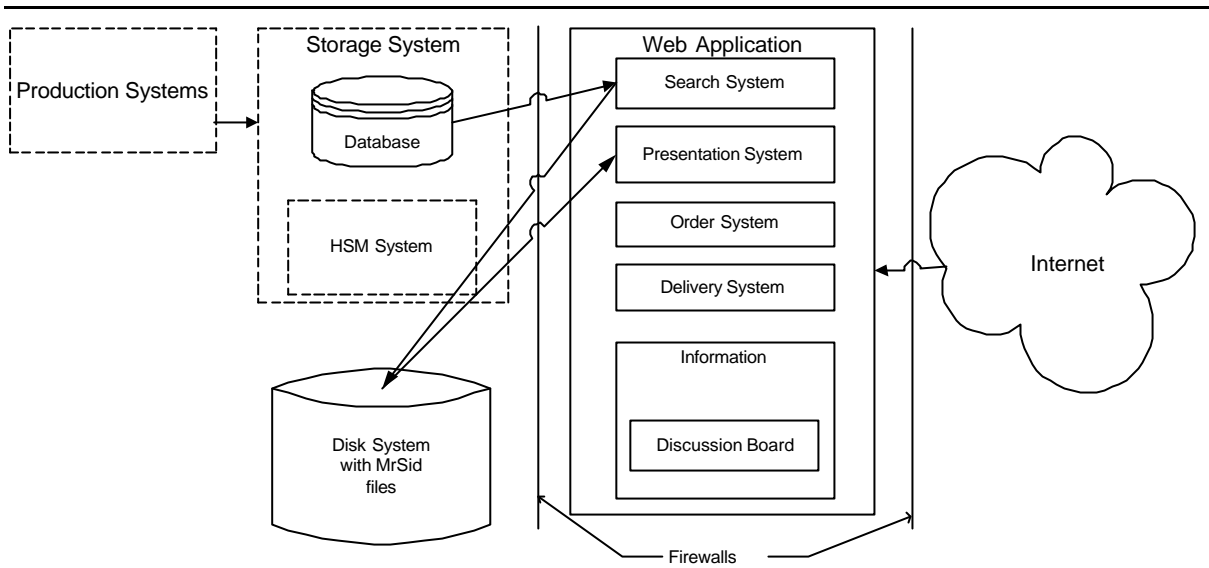 Production Systems
Storage System
Database
HSM System
Disk System
with MrSid
files
Web Application
Search System
Presentation System
Order System
Delivery System
Information
Discussion Board
Internet
Firewalls